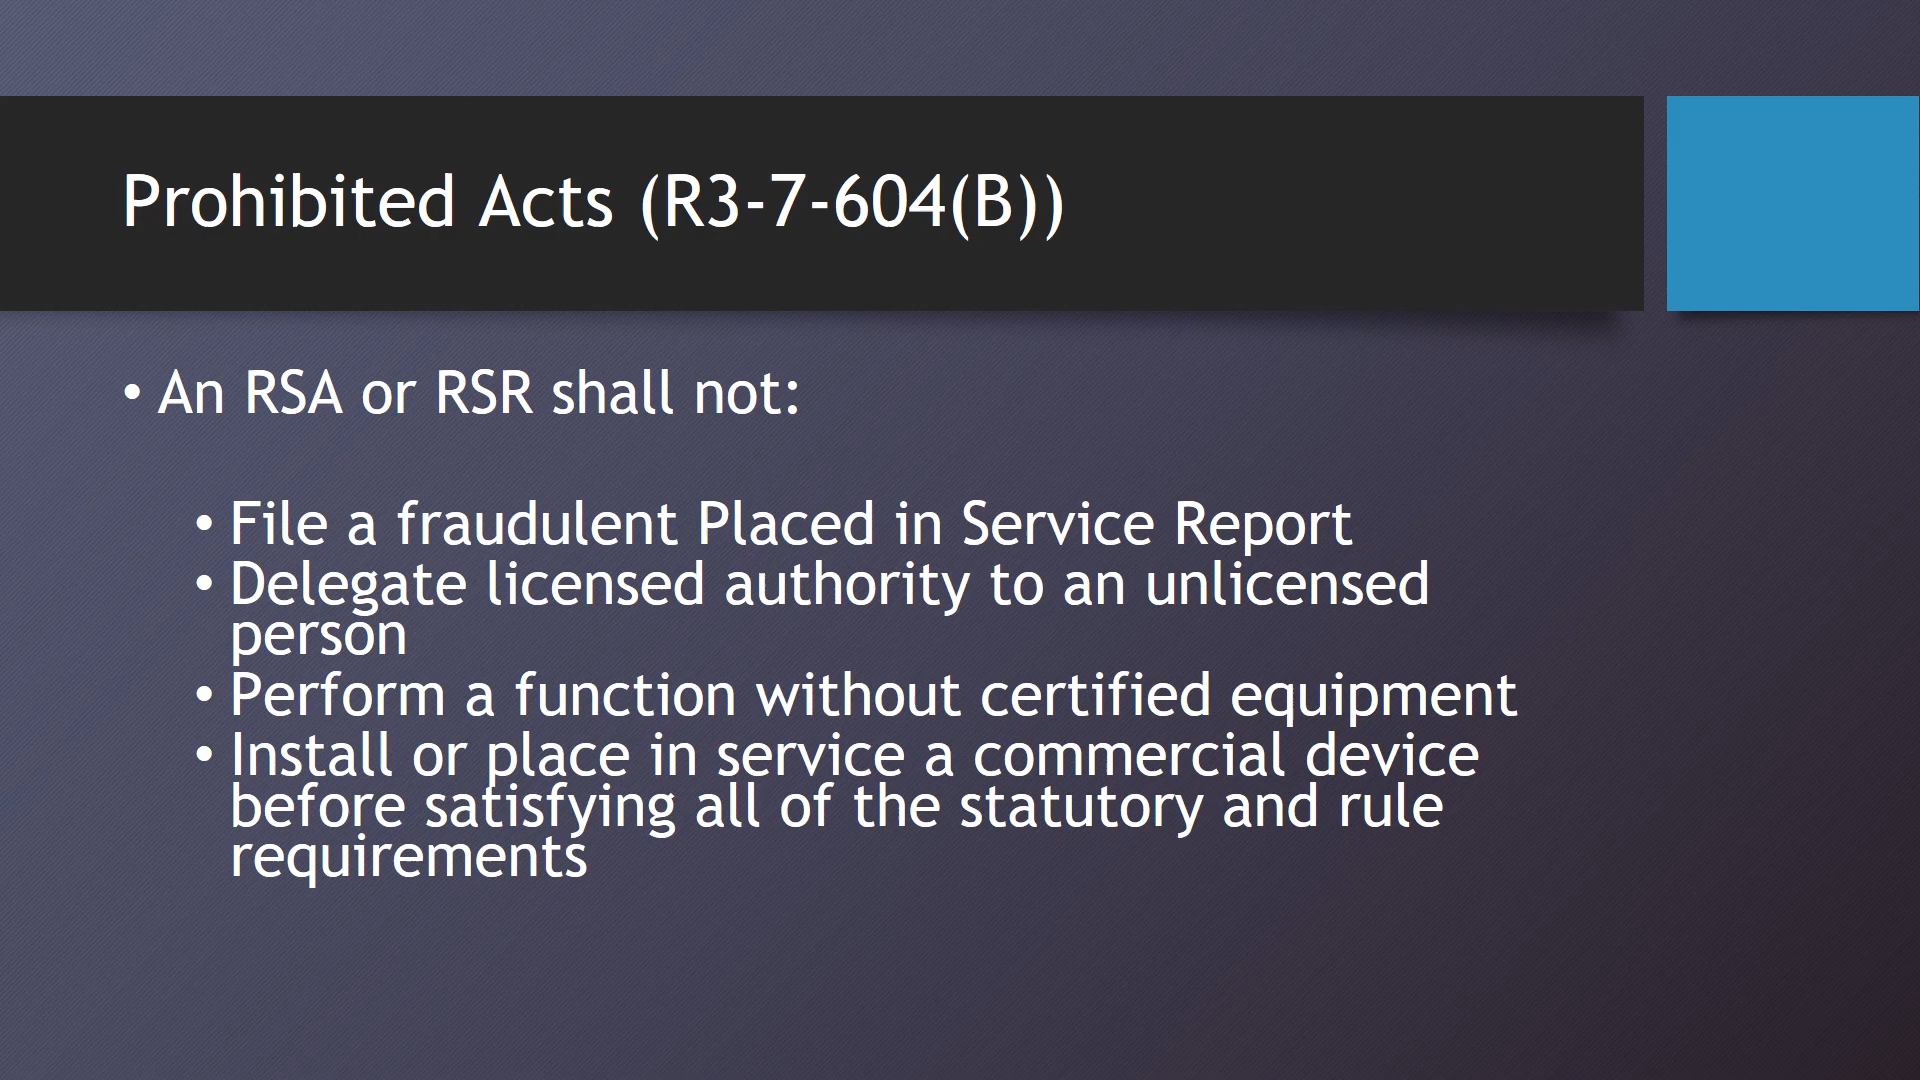 Prohibited Acts (R3-7-604(B))
• An RSA or RSR shall not:
• File a fraudulent Placed in Service Report
• Delegate licensed authority to an unlicensed
person
• Perform a function without certified equipment
• Install or place in service a commercial device
before satisfying all of the statutory and rule
requirements